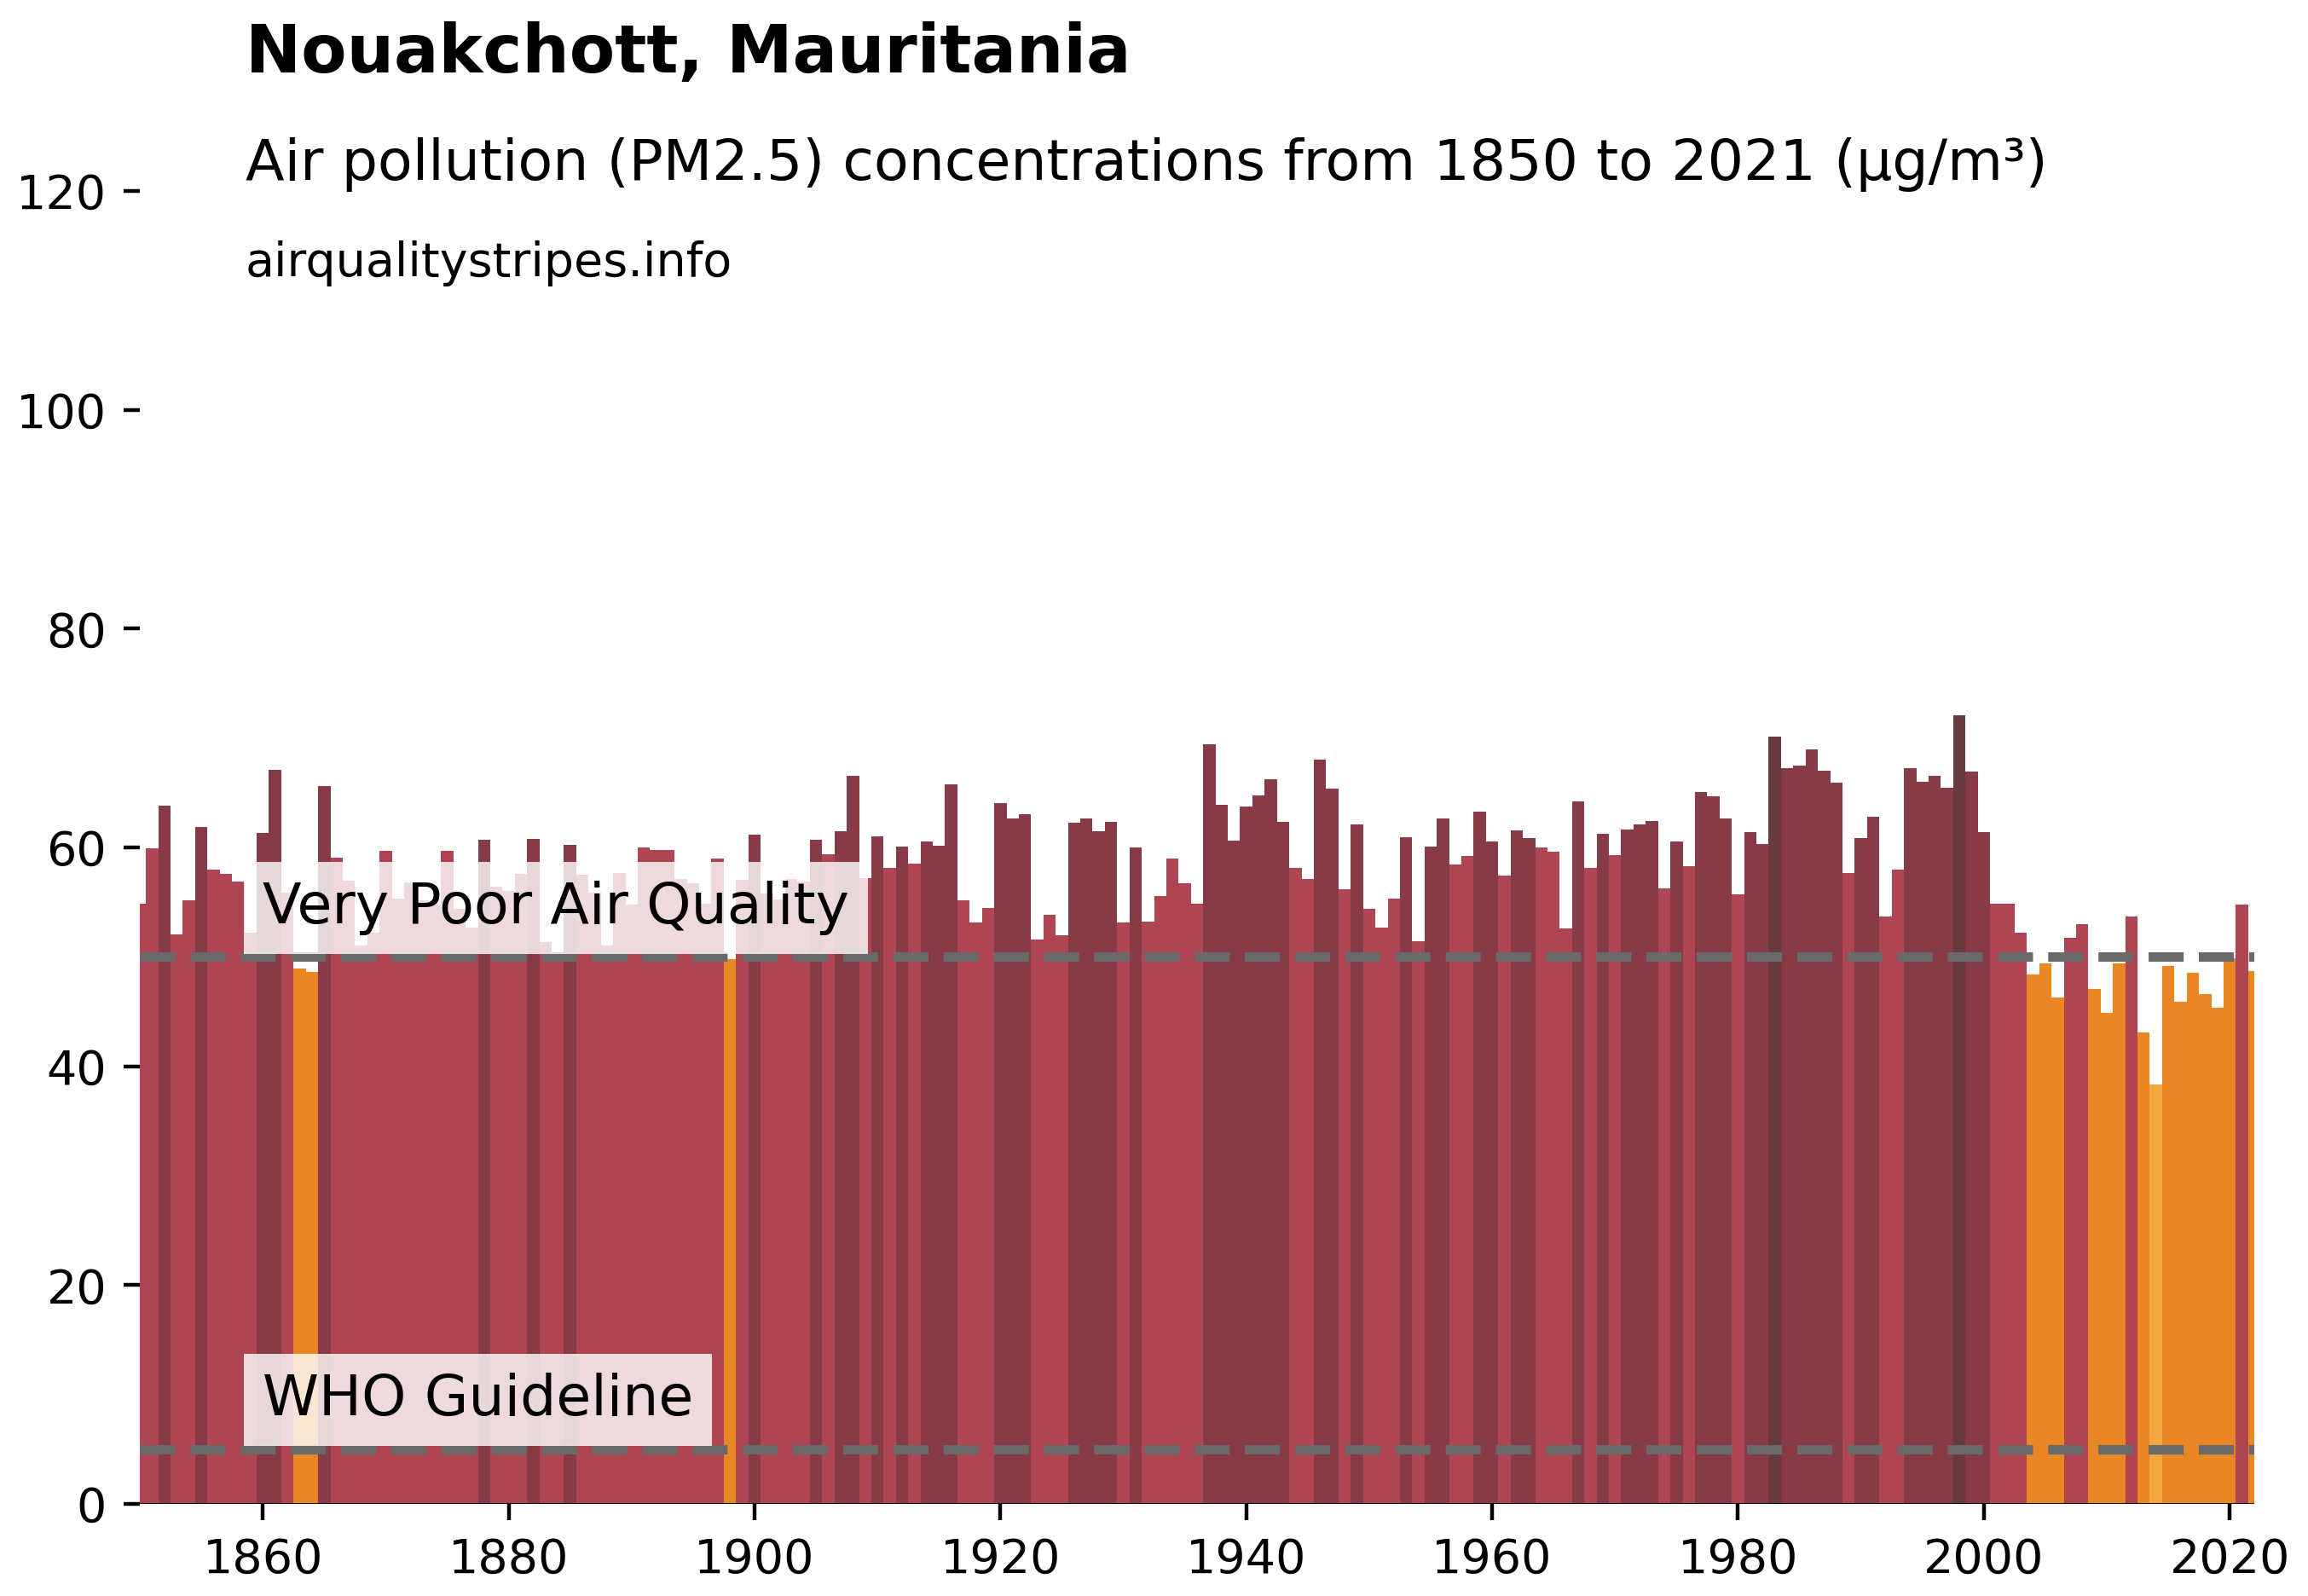 Nouakchott, Mauritania
Air pollution (PM2.5) concentrations from 1850 to 2021 (µg/m³)
airqualitystripes.info
120
100
80
60
Very Poor Air Quality
40
20
WHO Guideline
0
1860 1880 1900 1920 1940 1960 1980 2000 2020